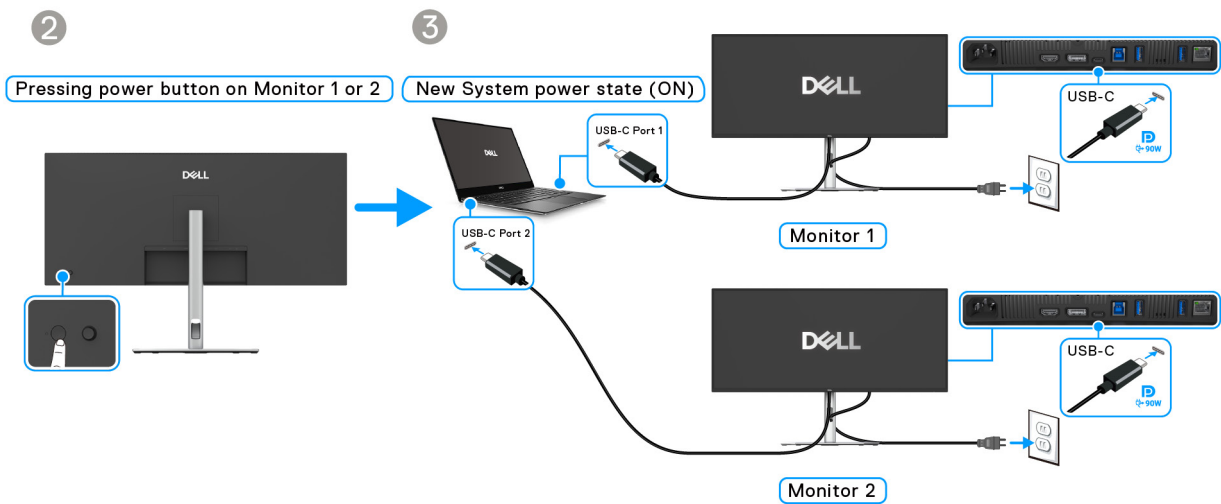 2
Pressing power button on Monitor 1 or 2
DELL
3
New System power state (ON)
DELL
USB-C Port 1
USB-C Port 2
DELL
USB-C
90W
Monitor 1
DELL
USB-C
90W
Monitor 2